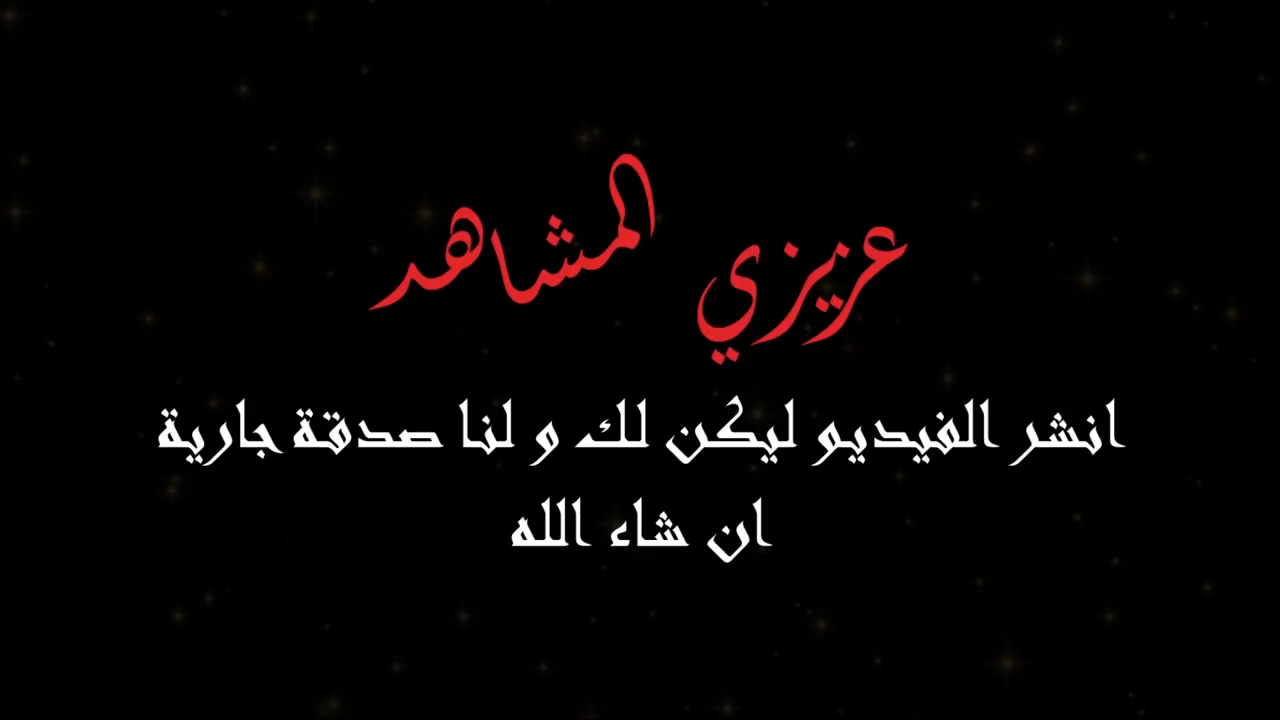 عزيزي المشاهد
انشر الفيديو ليكن لك و لنا صدقة جارية
ان شاء الله